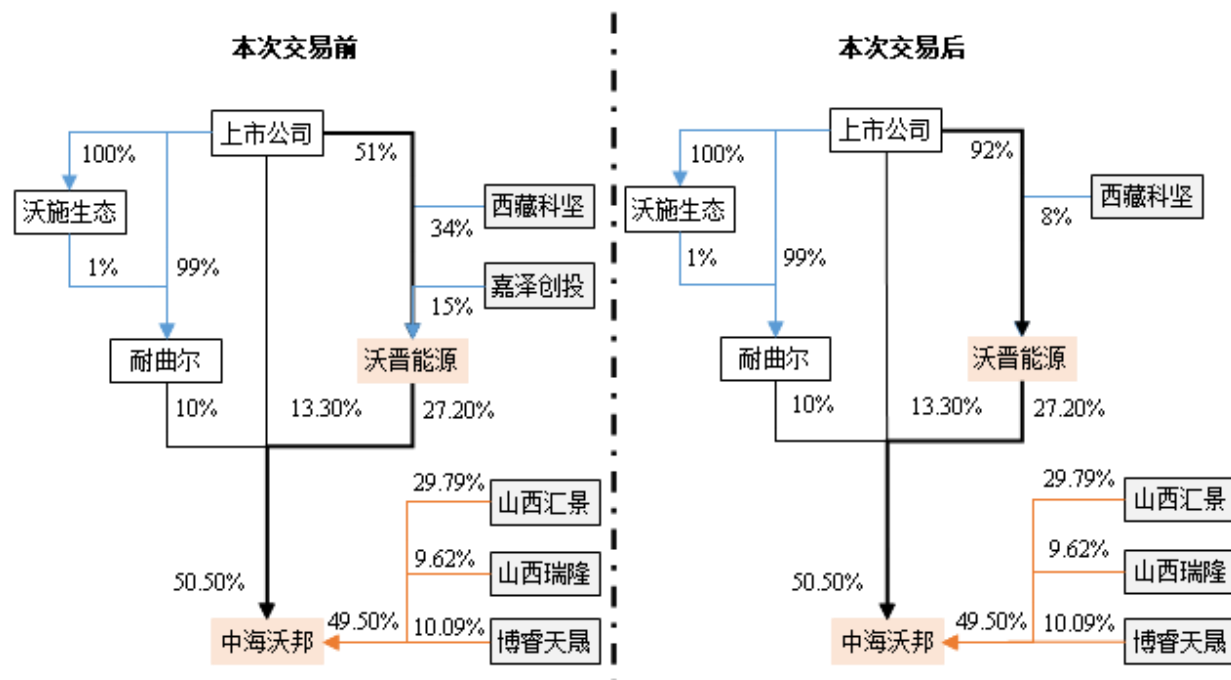 本次交易前
上市公司
100%
51%
沃施生态
西藏科坚
34%
1%
99%
嘉泽创投
15%
耐曲尔
沃晋能源
10%
13.30%
27.20%
29.79%
山西汇景
9.62%
山西瑞隆
50.50%
49.50%
10.09%
中海沃邦
博睿天晟
本次交易后
上市公司
100%
92%
沃施生态
西藏科坚
8%
1%
99%
耐曲尔
沃晋能源
10%
13.30%
27.20%
29.79%
山西汇景
9.62%
山西瑞隆
50.50%
49.50%
10.09%
中海沃邦
博睿天晟